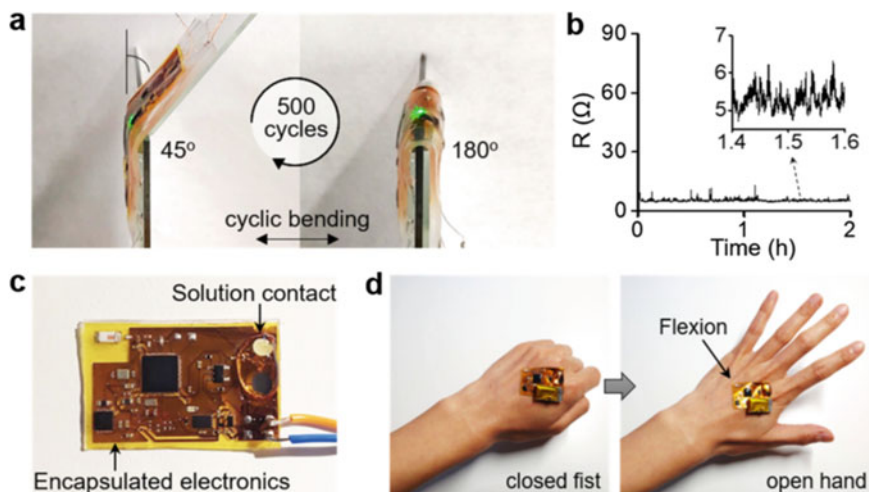 a
45°
500
cycles
180°
cyclic bending
b
R (Ω)
90
60
30
0
0
1
2
Time (h)
7
6
5
1.4
1.5
1.6
c
Solution contact
Encapsulated electronics
d
closed fist
Flexion
open hand